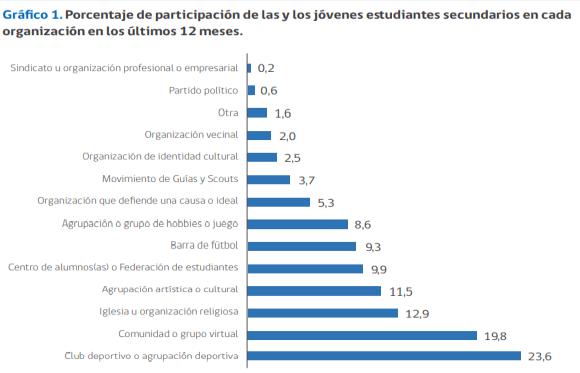 Gráfico 1. Porcentaje de participación de las y los jóvenes estudiantes secundarios en cada
organización en los últimos 12 meses.
Sindicato u organización profesional o empresarial 0,2
Partido político 0,6
Otra 1,6
Organización vecinal 2,0
Organización de identidad cultural 2,5
Movimiento de Guías y Scouts 3,7
Organización que defiende una causa o ideal 5,3
Agrupación o grupo de hobbies o juego 8,6
Barra de fútbol 9,3
Centro de alumnos(as) o Federación de estudiantes 9,9
Agrupación artística o cultural 11,5
Iglesia u organización religiosa 12,9
Comunidad o grupo virtual 19,8
Club deportivo o agrupación deportiva 23,6